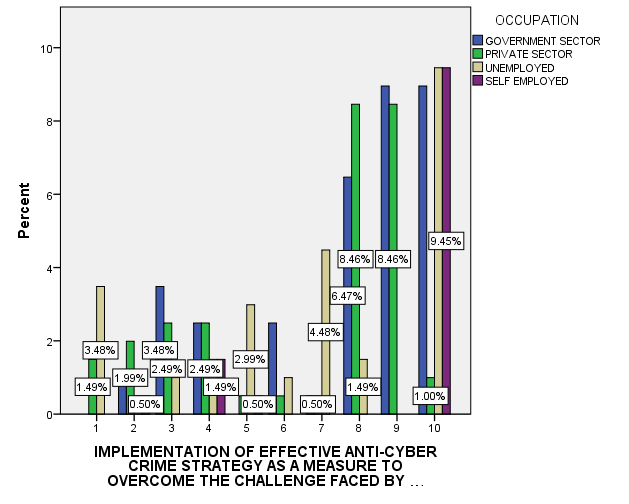 OCCUPATION
GOVERNMENT SECTOR
PRIVATE SECTOR
UNEMPLOYED
SELF EMPLOYED
Percent
10
8
6
4
2
0
9.45%
8.46%
8.46%
6.47%
4.48%
3.48%
3.48%
2.99%
1.99%
2.49%
2.49%
1.49%
1.49%
1.49%
1.00%
0.50%
0.50%
0.50%
1 2 3 4 5 6 7 8 9 10
IMPLEMENTATION OF EFFECTIVE ANTI-CYBER
CRIME STRATEGY AS A MEASURE TO
OVERCOME THE CHALLENGE FACED BY ...